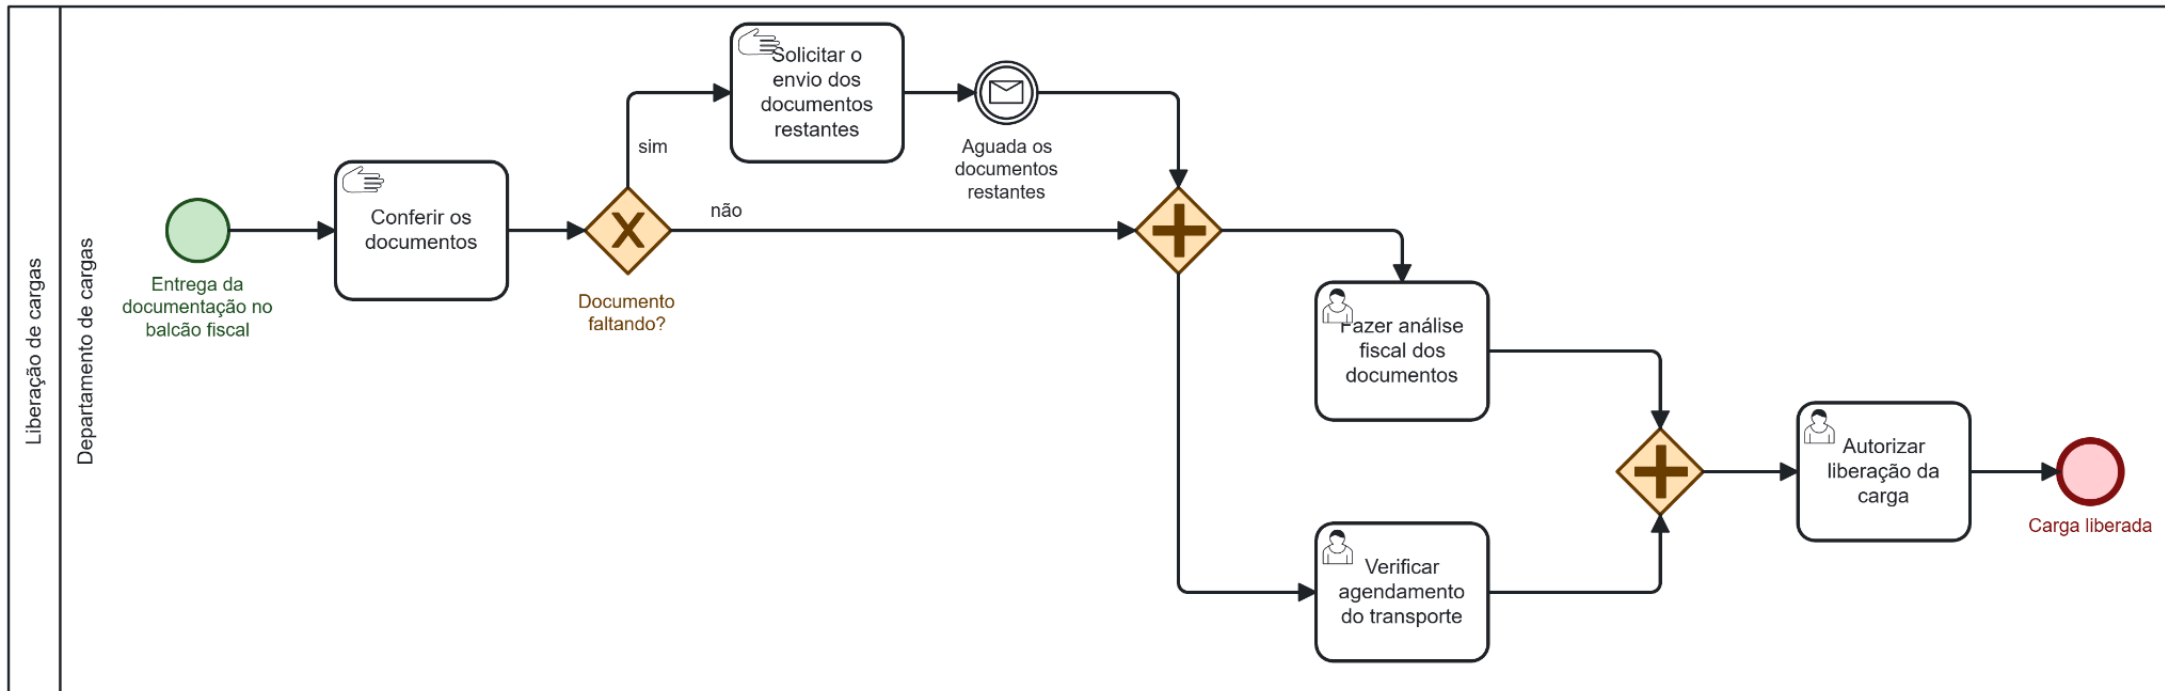 Liberação de cargas
Departamento de cargas
Entrega da
documentação no
balcão fiscal
Conferir os
documentos
Documento
faltando?
sim
não
Solicitar o
envio dos
documentos
restantes
Aguada os
documentos
restantes
Fazer análise
fiscal dos
documentos
Verificar
agendamento
do transporte
Autorizar
liberação da
carga
Carga liberada